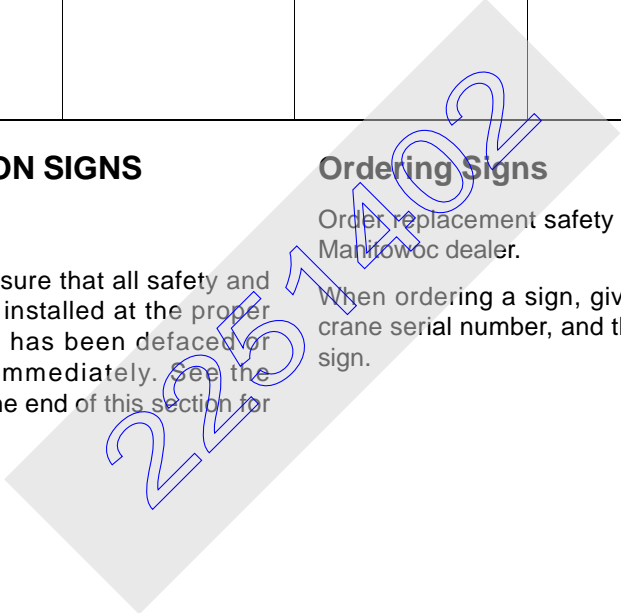 ON SIGNS
sure that all safety and
installed at the proper
has been defaced or
mmediately. See the
he end of this section for
Ordering Signs
Order replacement safety
Manitowoc dealer.
When ordering a sign, giv
crane serial number, and th
sign.
2251402